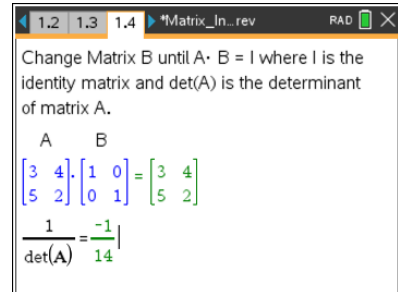 1.2 1.3 1.4 *Matrix_In...rev RAD
Change Matrix B until A· B = I where I is the
identity matrix and det(A) is the determinant
of matrix A.
A B
[3 4; 5 2]·[1 0; 0 1] = [3 4; 5 2]
1/det(A) = -1/14